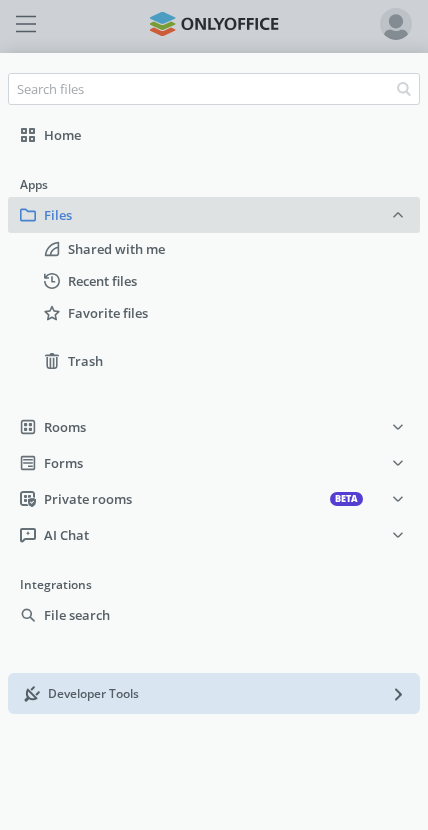 ONLYOFFICE
Search files
Home
Apps
Files
Shared with me
Recent files
Favorite files
Trash
Rooms
Forms
Private rooms BETA
AI Chat
Integrations
File search
Developer Tools